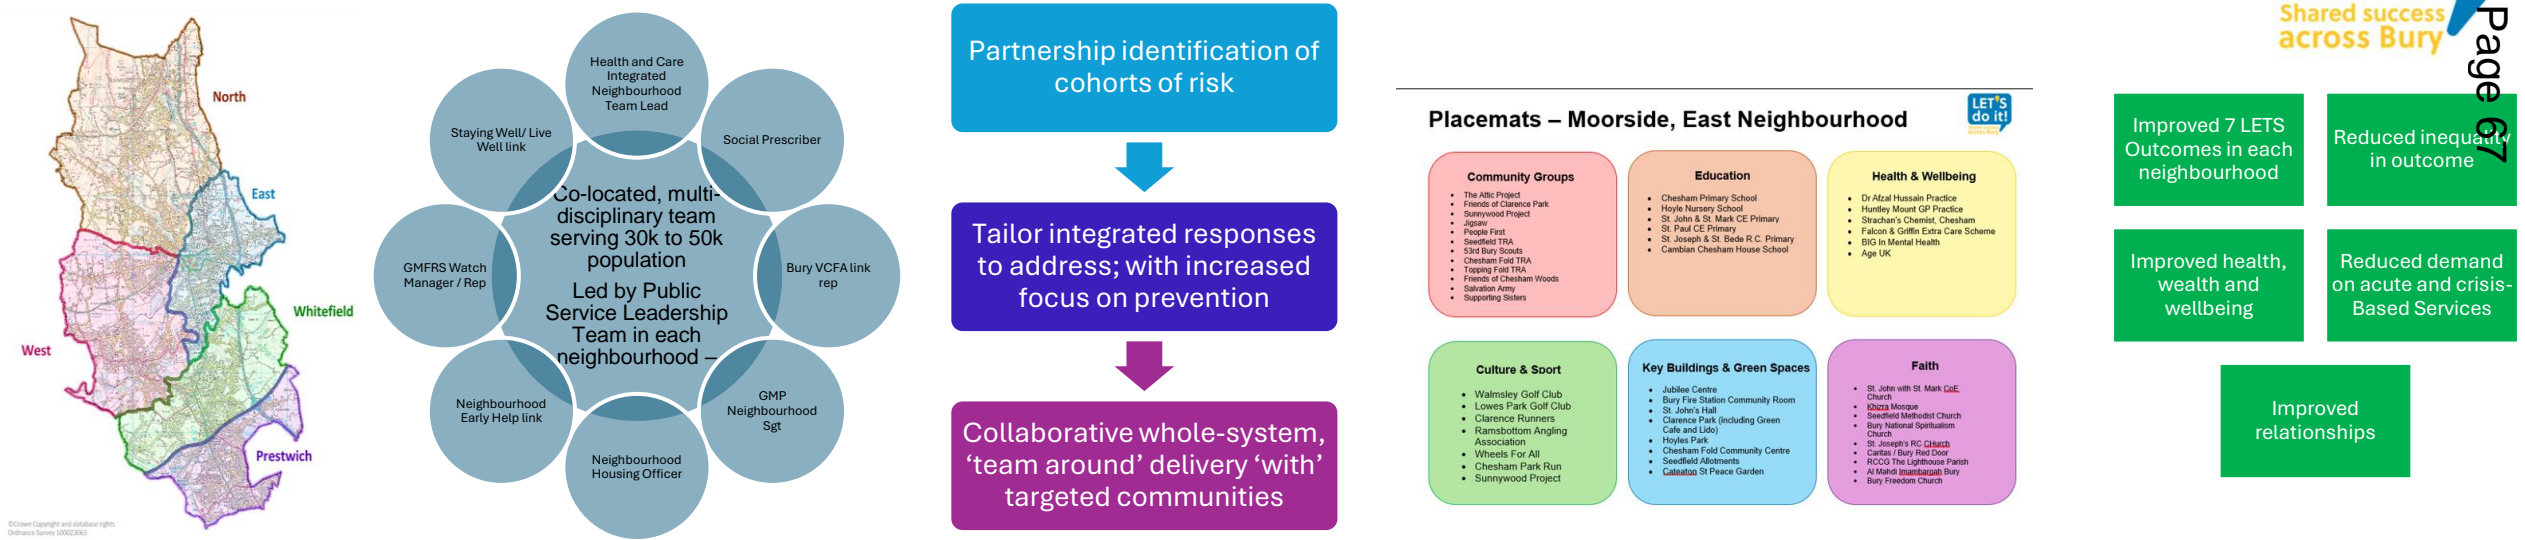 North
East
Whitefield
West
Prestwich
©Crown Copyright and database rights
Ordnance Survey 100023063
Health and Care
Integrated
Neighbourhood
Team Lead
Social Prescriber
Bury VCFA link
rep
GMP
Neighbourhood
Sgt
Neighbourhood
Housing Officer
Neighbourhood
Early Help link
GMFRS Watch
Manager / Rep
Staying Well/ Live
Well link
Co-located, multi-
disciplinary team
serving 30k to 50k
population
Led by Public
Service Leadership
Team in each
neighbourhood –
Partnership identification of
cohorts of risk
Tailor integrated responses
to address; with increased
focus on prevention
Collaborative whole-system,
‘team around’ delivery ‘with’
targeted communities
Placemats – Moorside, East Neighbourhood
LET'S
do it!
Community Groups
• The Attic Project
• Friends of Clarence Park
• Sunnywood Project
• Jigsaw
• People First
• Seedfield TRA
• 53rd Bury Scouts
• Chesham Fold TRA
• Topping Fold TRA
• Friends of Chesham Woods
• Salvation Army
• Supporting Sisters
Education
• Chesham Primary School
• Hoyle Nursery School
• St. John & St. Mark CE Primary
• St. Paul CE Primary
• St. Joseph & St. Bede R.C. Primary
• Cambian Chesham House School
Health & Wellbeing
• Dr Afzal Hussain Practice
• Huntley Mount GP Practice
• Strachan's Chemist, Chesham
• Falcon & Griffin Extra Care Scheme
• BIG In Mental Health
• Age UK
Culture & Sport
• Walmsley Golf Club
• Lowes Park Golf Club
• Clarence Runners
• Ramsbottom Angling
Association
• Wheels For All
• Chesham Park Run
• Sunnywood Project
Key Buildings & Green Spaces
• Jubilee Centre
• Bury Fire Station Community Room
• St. John's Hall
• Clarence Park (including Green
Cafe and Lido)
• Hoyles Park
• Chesham Fold Community Centre
• Seedfield Allotments
• Cateaton St Peace Garden
Faith
• St. John with St. Mark CoE
Church
• Khizra Mosque
• Seedfield Methodist Church
• Bury National Spiritualism
Church
• St. Joseph's RC CHurch
• Caritas / Bury Red Door
• RCCG The Lighthouse Parish
• Al Mahdi Imambargah Bury
• Bury Freedom Church
Shared success
across Bury
Page 67
Improved 7 LETS
Outcomes in each
neighbourhood
Reduced inequality
in outcome
Improved health,
wealth and
wellbeing
Reduced demand
on acute and crisis-
Based Services
Improved
relationships